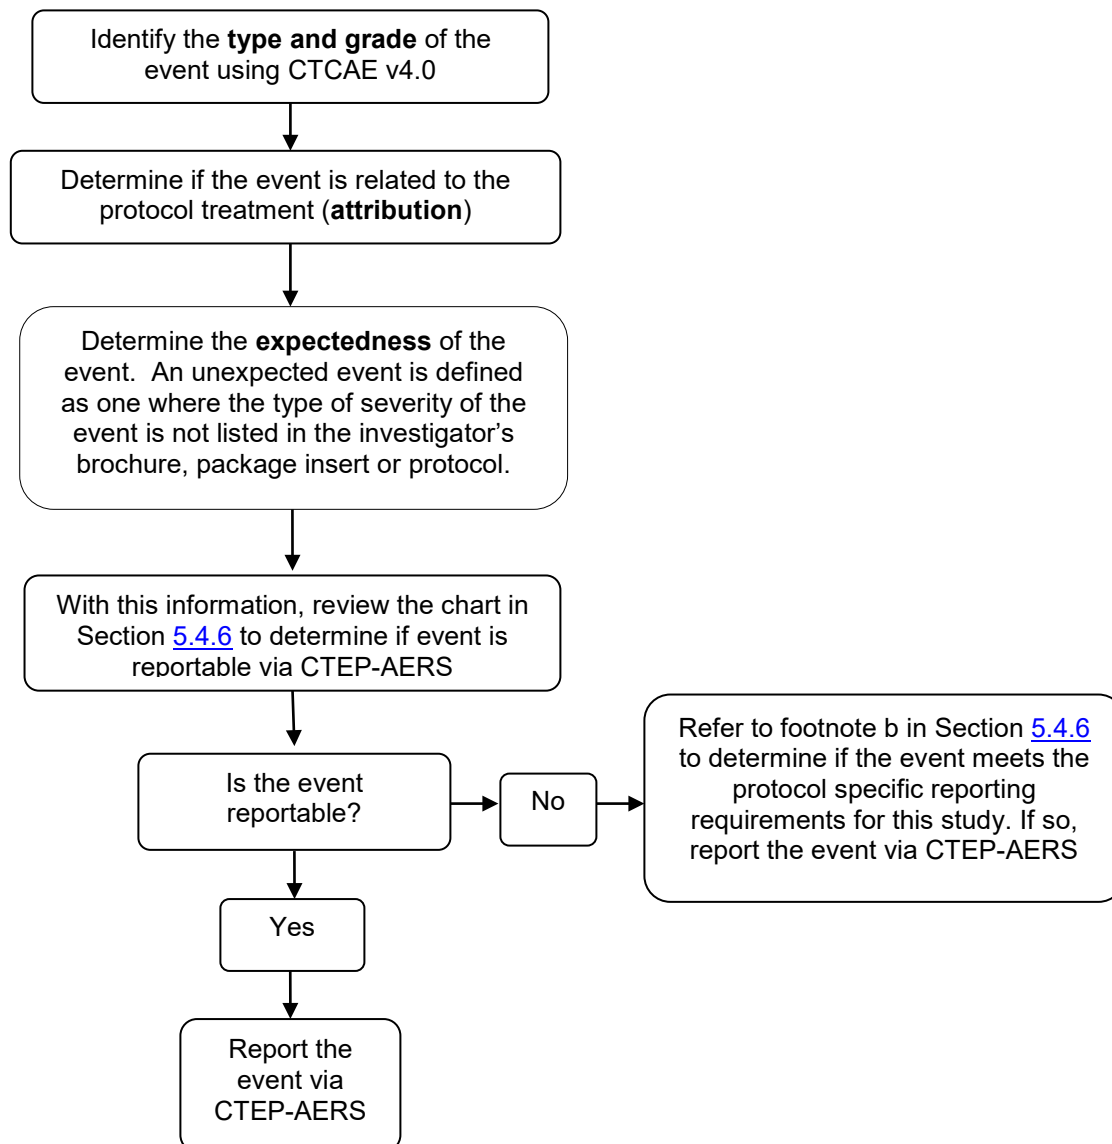 Identify the type and grade of the
event using CTCAE v4.0
Determine if the event is related to the
protocol treatment (attribution)
Determine the expectedness of the
event.  An unexpected event is defined
as one where the type of severity of the
event is not listed in the investigator’s
brochure, package insert or protocol.
With this information, review the chart in
Section 5.4.6 to determine if event is
reportable via CTEP-AERS
Is the event
reportable?
No
Refer to footnote b in Section 5.4.6
to determine if the event meets the
protocol specific reporting
requirements for this study. If so,
report the event via CTEP-AERS
Yes
Report the
event via
CTEP-AERS